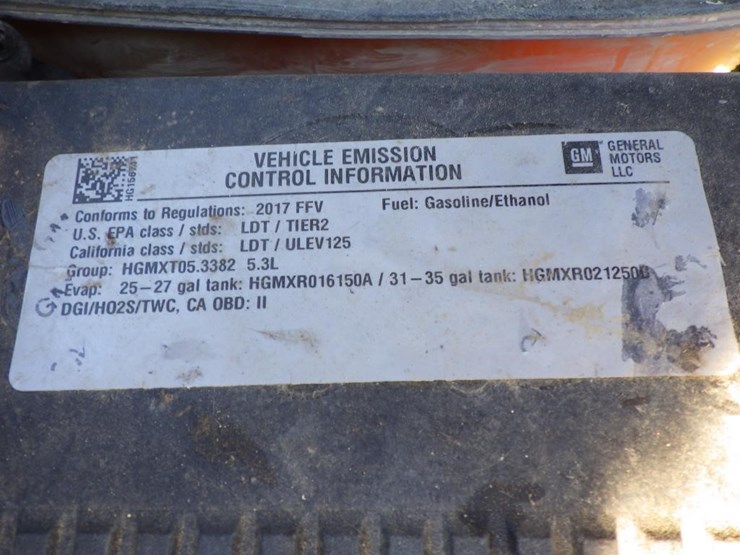 VEHICLE EMISSION
CONTROL INFORMATION
GM GENERAL
MOTORS
LLC
Conforms to Regulations: 2017 FFV Fuel: Gasoline/Ethanol
U.S. EPA class / stds: LDT / TIER2
California class / stds: LDT / ULEV125
Group: HGMXT05.3382 5.3L
Evap: 25-27 gal tank: HGMXR016150A / 31-35 gal tank:
DGI/HO2S/TWC, CA OBD: II